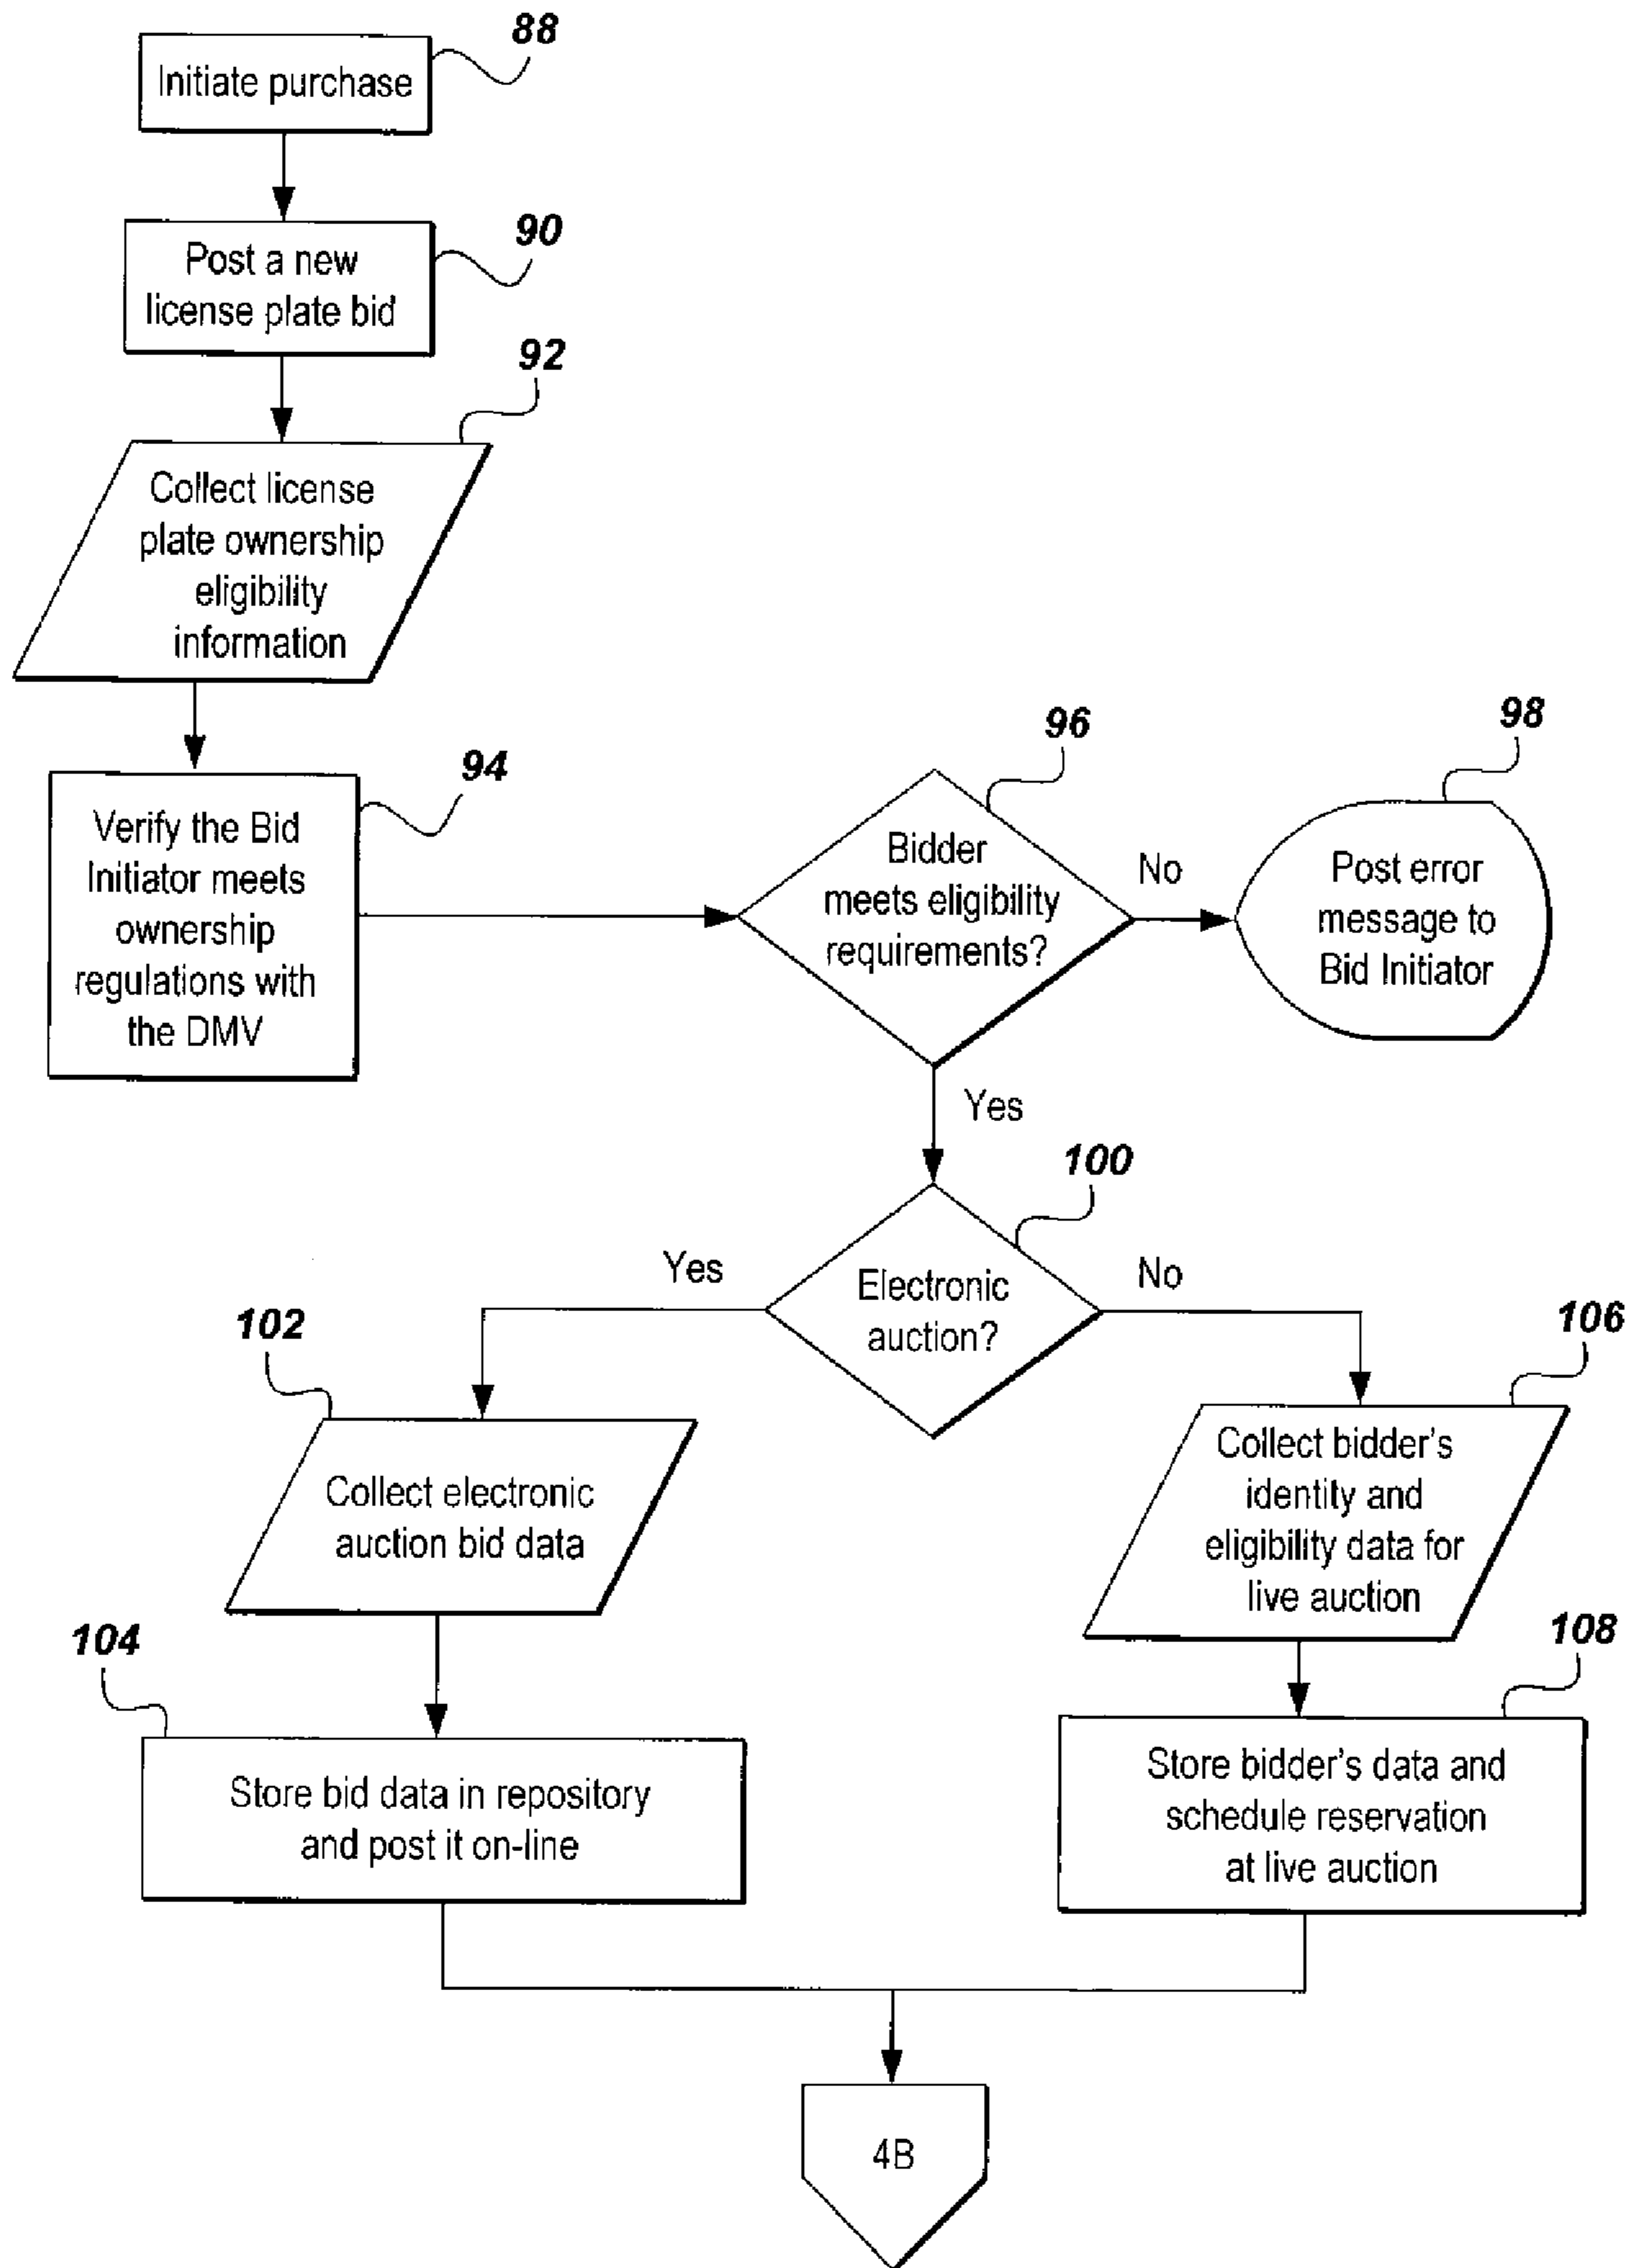 88
Initiate purchase
90
Post a new
license plate bid
92
Collect license
plate ownership
eligibility
information
94
Verify the Bid
Initiator meets
ownership
regulations with
the DMV
96
Bidder
meets eligibility
requirements?
No
98
Post error
message to
Bid Initiator
Yes
100
Electronic
auction?
Yes
No
102
Collect electronic
auction bid data
106
Collect bidder's
identity and
eligibility data for
live auction
104
Store bid data in repository
and post it on-line
108
Store bidder's data and
schedule reservation
at live auction
4B